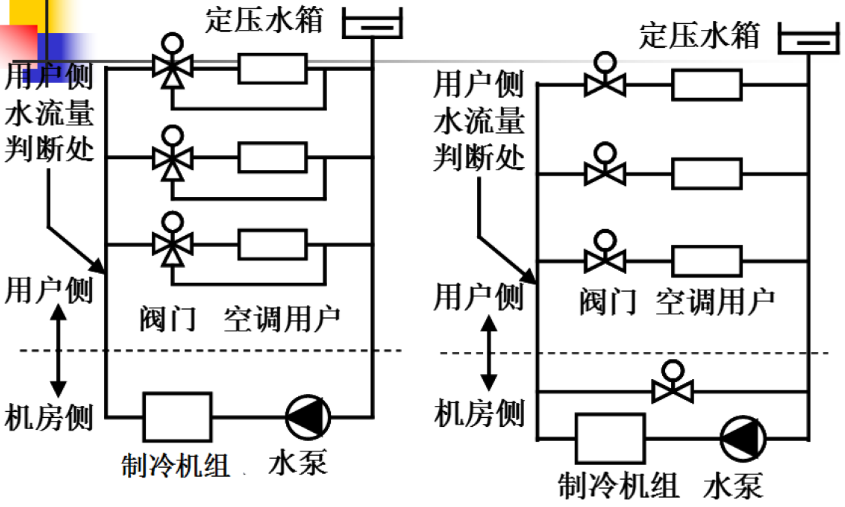 定压水箱
用户侧
水流量
判断处
用户侧
阀门 空调用户
机房侧
制冷机组
水泵
定压水箱
用户侧
水流量
判断处
用户侧
阀门 空调用户
机房侧
制冷机组 水泵